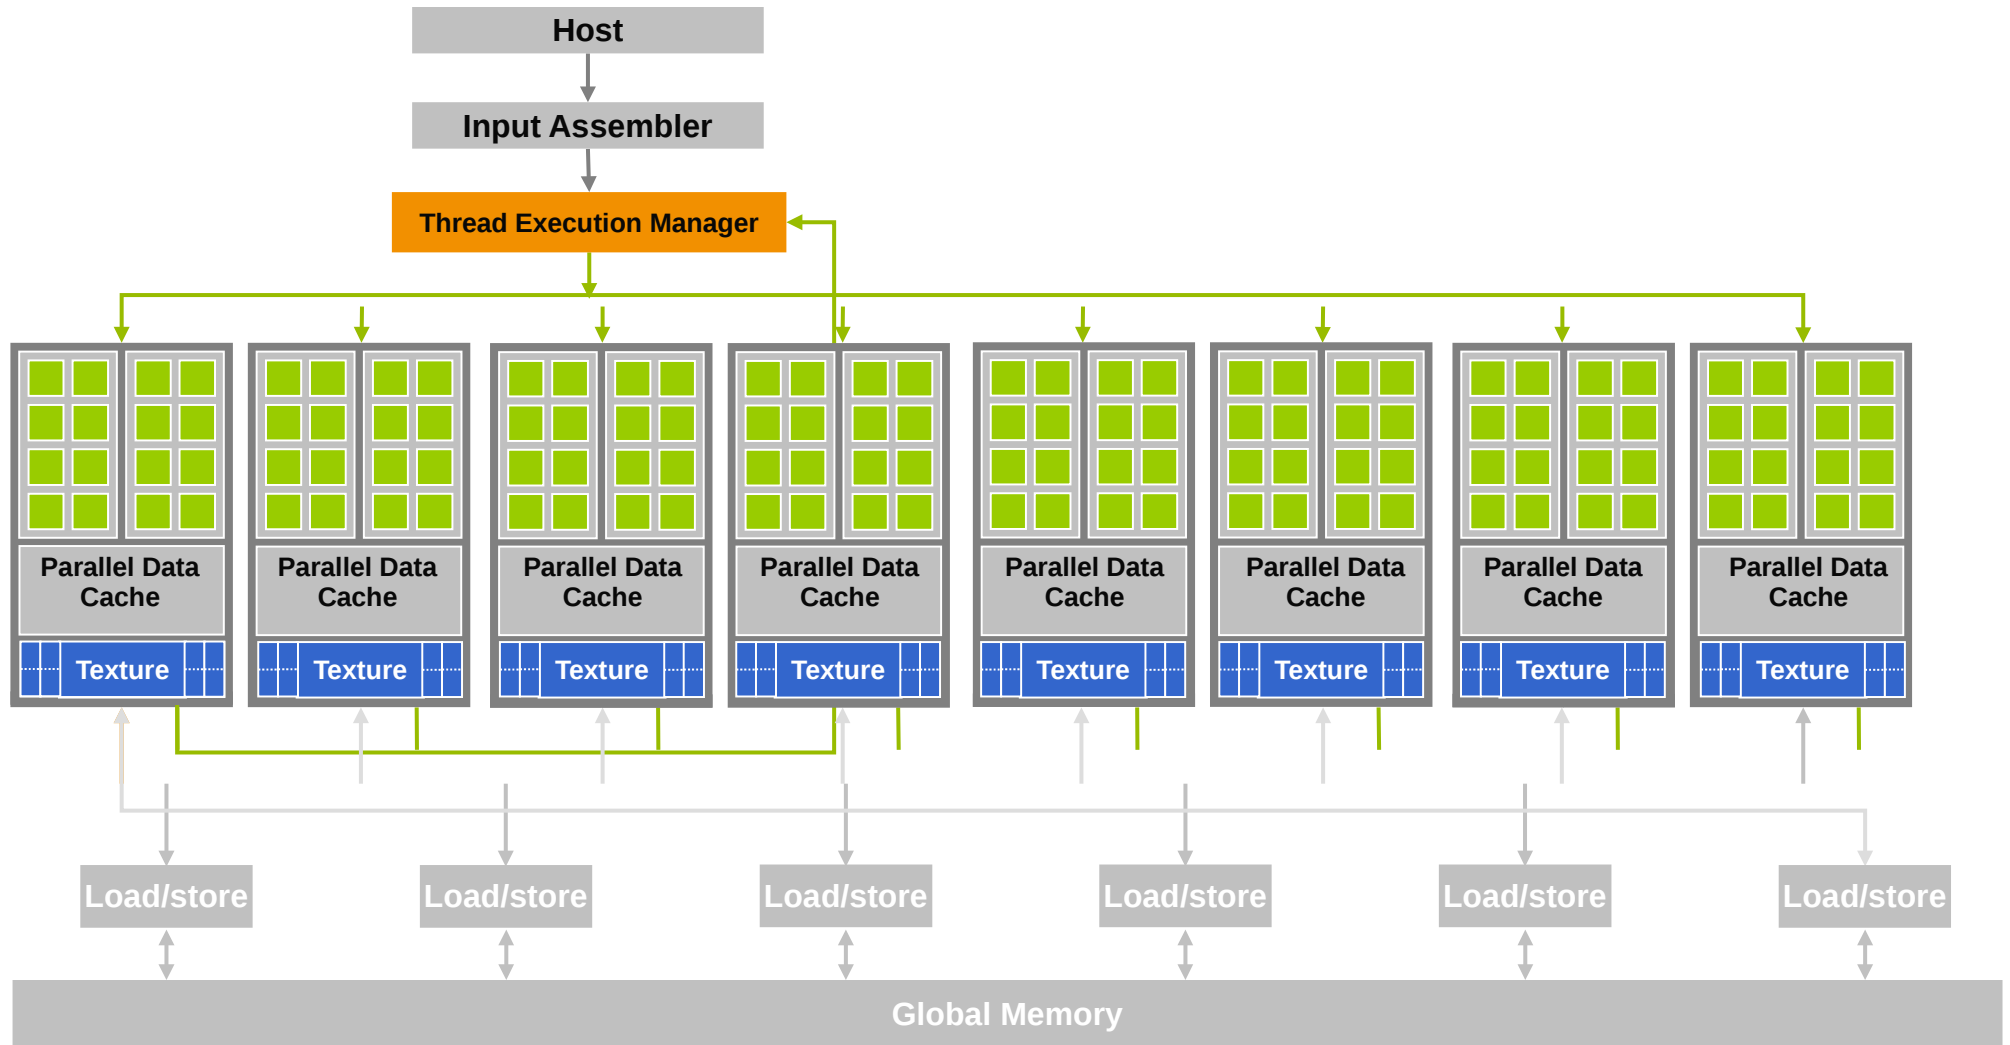 Host
Input Assembler
Thread Execution Manager
Parallel Data
Cache
Parallel Data
Cache
Parallel Data
Cache
Parallel Data
Cache
Parallel Data
Cache
Parallel Data
Cache
Parallel Data
Cache
Parallel Data
Cache
Texture
Texture
Texture
Texture
Texture
Texture
Texture
Texture
Load/store
Load/store
Load/store
Load/store
Load/store
Load/store
Global Memory